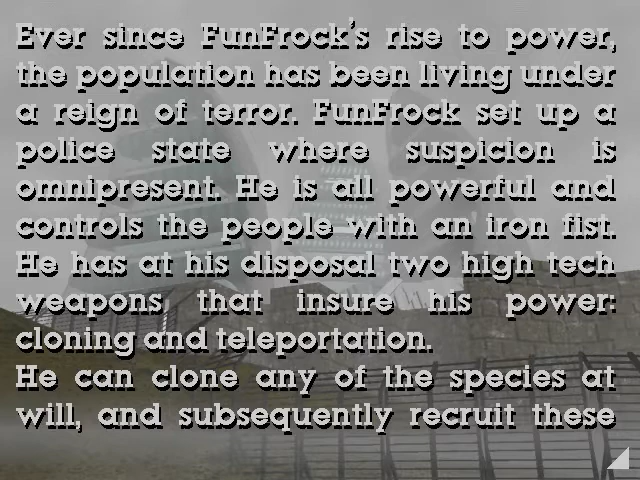 Ever since FunFrock's rise to power,
the population has been living under
a reign of terror. FunFrock set up a
police state where suspicion is
omnipresent. He is all powerful and
controls the people with an iron fist.
He has at his disposal two high tech
weapons that insure his power:
cloning and teleportation.
He can clone any of the species at
will, and subsequently recruit these